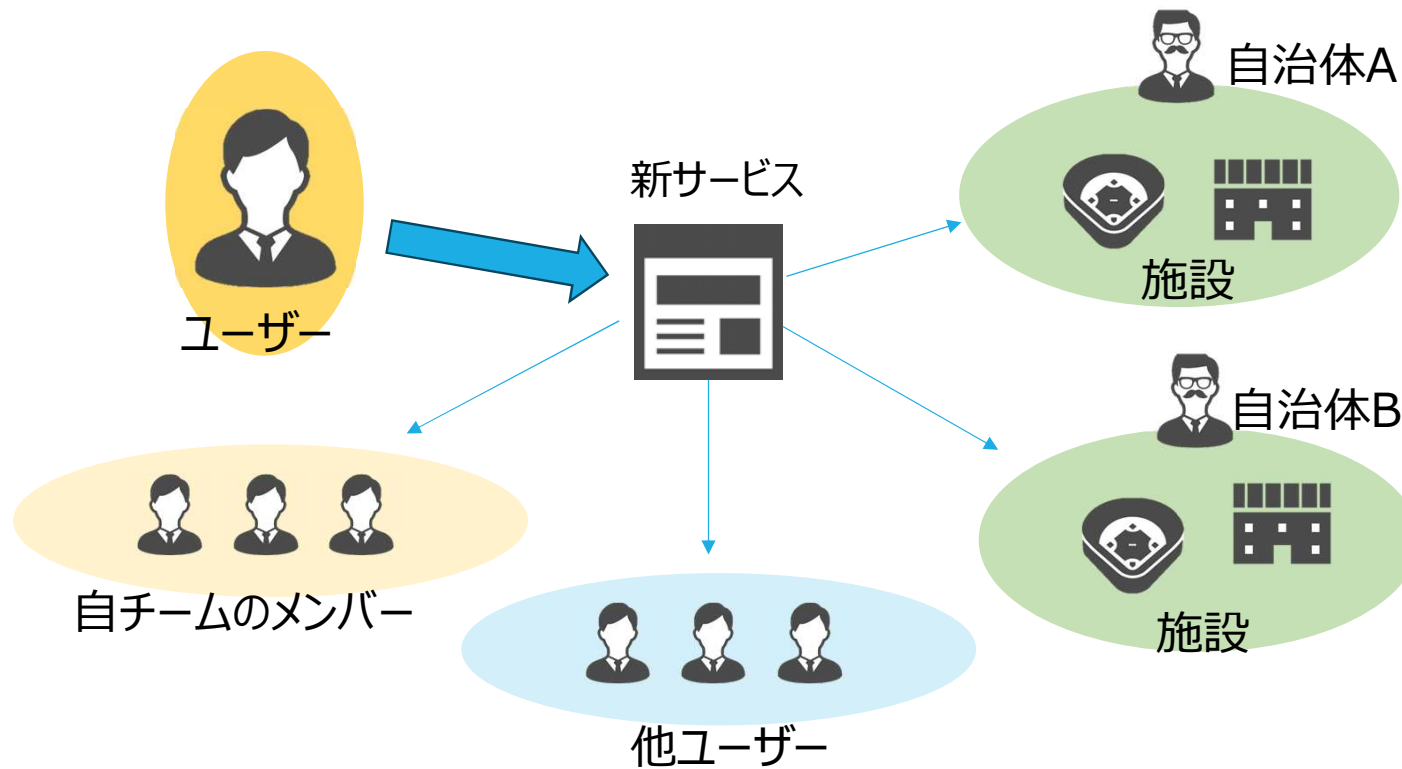 自治体A
新サービス
施設
ユーザー
自治体B
自チームのメンバー
施設
他ユーザー